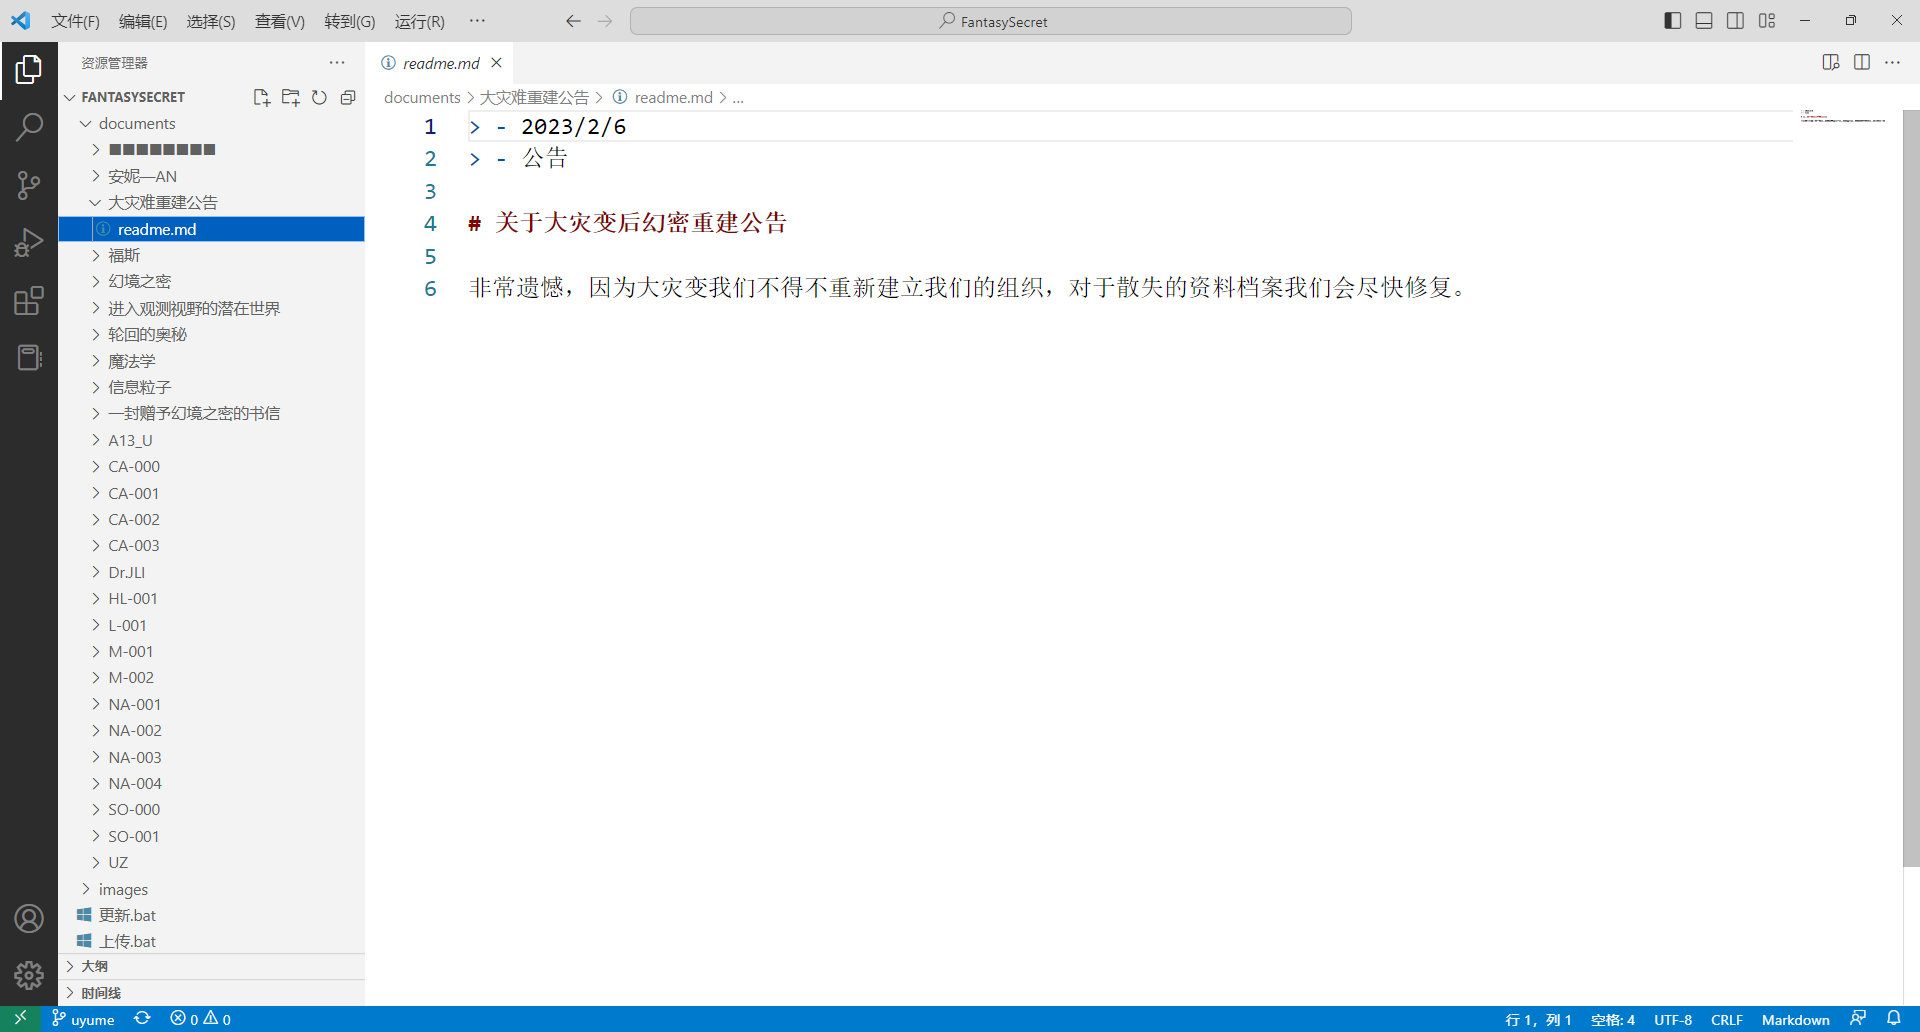 文件(F) 编辑(E) 选择(S) 查看(V) 转到(G) 运行(R) ··· FantasySecret
资源管理器 ···
FANTASYSECRET
documents
■■■■■■■■
安妮—AN
大灾难重建公告
readme.md
福斯
幻境之密
进入观测视野的潜在世界
轮回的奥秘
魔法学
信息粒子
一封赠予幻境之密的书信
A13_U
CA-000
CA-001
CA-002
CA-003
Dr.JLI
HL-001
L-001
M-001
M-002
NA-001
NA-002
NA-003
NA-004
SO-000
SO-001
UZ
images
更新.bat
上传.bat
大纲
时间线
readme.md
documents > 大灾难重建公告 > readme.md > ...
1 > - 2023/2/6
2 > - 公告
3
4 # 关于大灾变后幻密重建公告
5
6 非常遗憾，因为大灾变我们不得不重新建立我们的组织，对于散失的资料档案我们会尽快修复。
uyume 0 0 行 1，列 1 空格: 4 UTF-8 CRLF Markdown